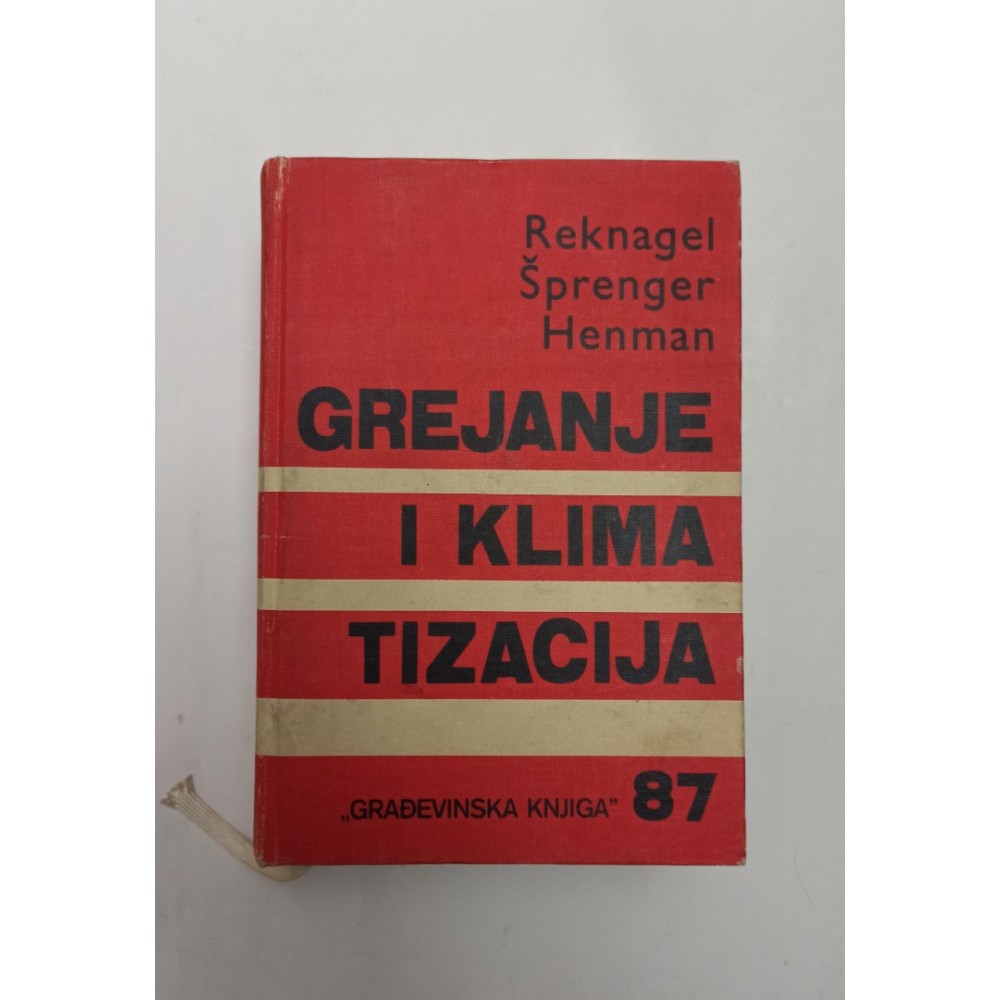 Reknagel
Šprenger
Henman
GREJANJE
I KLIMA
TIZACIJA
„GRAĐEVINSKA KNJIGA” 87